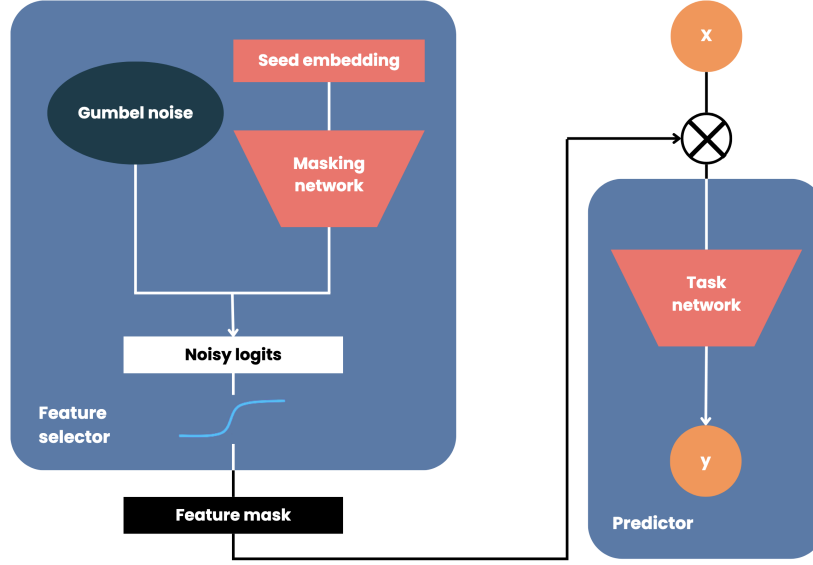 Seed embedding
Gumbel noise
Masking
network
Noisy logits
Feature
selector
Feature mask
x
Task
network
y
Predictor